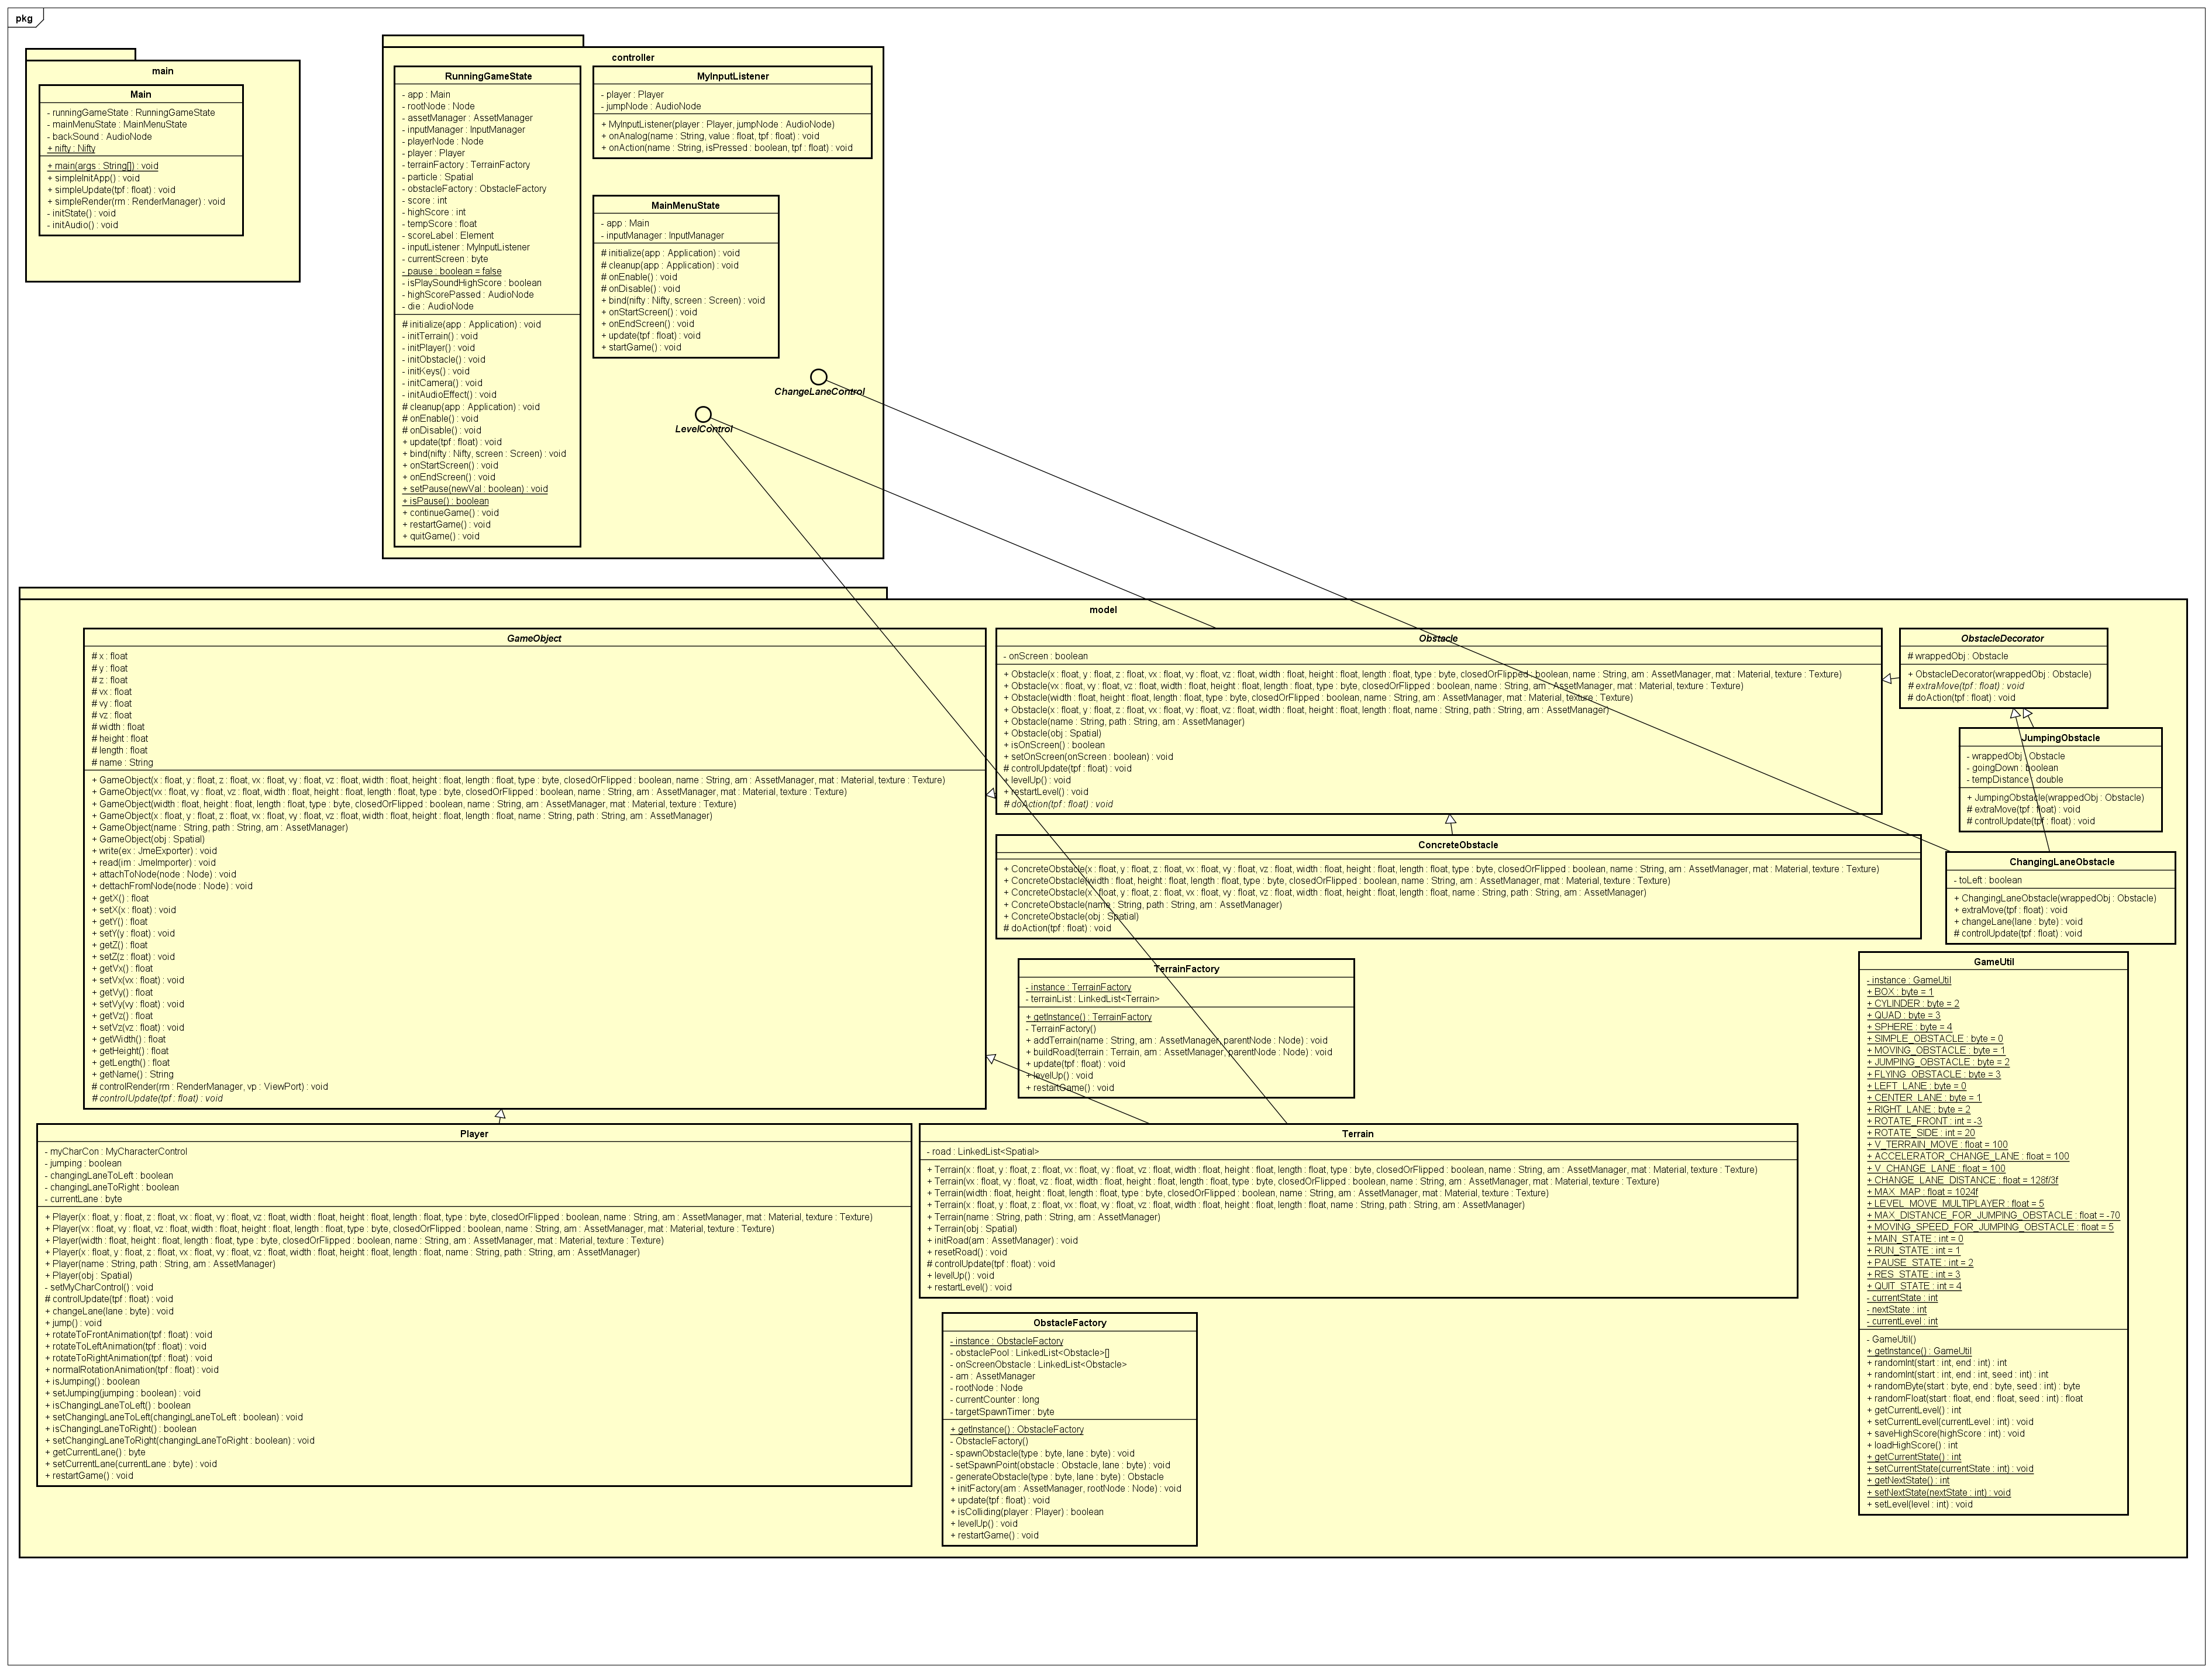 pkg
main
Main
- runningGameState : RunningGameState
- mainMenuState : MainMenuState
- backSound : AudioNode
+ nifty : Nifty
+ main(args : String[]) : void
+ simpleInitApp() : void
+ simpleUpdate(tpf : float) : void
+ simpleRender(rm : RenderManager) : void
- initState() : void
- initAudio() : void
controller
RunningGameState
- app : Main
- rootNode : Node
- assetManager : AssetManager
- inputManager : InputManager
- playerNode : Node
- player : Player
- terrainFactory : TerrainFactory
- particle : Spatial
- obstacleFactory : ObstacleFactory
- score : int
- highScore : int
- tempScore : float
- scoreLabel : Element
- inputListener : MyInputListener
- currentScreen : byte
- pause : boolean = false
- isPlaySoundHighScore : boolean
- highScorePassed : AudioNode
- die : AudioNode
# initialize(app : Application) : void
- initTerrain() : void
- initPlayer() : void
- initObstacle() : void
- initKeys() : void
- initCamera() : void
- initAudioEffect() : void
# cleanup(app : Application) : void
# onEnable() : void
# onDisable() : void
+ update(tpf : float) : void
+ bind(nifty : Nifty, screen : Screen) : void
+ onStartScreen() : void
+ onEndScreen() : void
+ setPause(newVal : boolean) : void
+ isPause() : boolean
+ continueGame() : void
+ restartGame() : void
+ quitGame() : void
MyInputListener
- player : Player
- jumpNode : AudioNode
+ MyInputListener(player : Player, jumpNode : AudioNode)
+ onAnalog(name : String, value : float, tpf : float) : void
+ onAction(name : String, isPressed : boolean, tpf : float) : void
MainMenuState
- app : Main
- inputManager : InputManager
# initialize(app : Application) : void
# cleanup(app : Application) : void
# onEnable() : void
# onDisable() : void
+ bind(nifty : Nifty, screen : Screen) : void
+ onStartScreen() : void
+ onEndScreen() : void
+ update(tpf : float) : void
+ startGame() : void
ChangeLaneControl
LevelControl
model
GameObject
# x : float
# y : float
# z : float
# vx : float
# vy : float
# vz : float
# width : float
# height : float
# length : float
# name : String
+ GameObject(x : float, y : float, z : float, vx : float, vy : float, vz : float, width : float, height : float, length : float, type : byte, closedOrFlipped : boolean, name : String, am : AssetManager, mat : Material, texture : Texture)
+ GameObject(vx : float, vy : float, vz : float, width : float, height : float, length : float, type : byte, closedOrFlipped : boolean, name : String, am : AssetManager, mat : Material, texture : Texture)
+ GameObject(width : float, height : float, length : float, type : byte, closedOrFlipped : boolean, name : String, am : AssetManager, mat : Material, texture : Texture)
+ GameObject(x : float, y : float, z : float, vx : float, vy : float, vz : float, width : float, height : float, length : float, name : String, path : String, am : AssetManager)
+ GameObject(name : String, path : String, am : AssetManager)
+ GameObject(obj : Spatial)
+ write(ex : JmeExporter) : void
+ read(im : JmeImporter) : void
+ attachToNode(node : Node) : void
+ dettachFromNode(node : Node) : void
+ getX() : float
+ setX(x : float) : void
+ getY() : float
+ setY(y : float) : void
+ getZ() : float
+ setZ(z : float) : void
+ getVx() : float
+ setVx(vx : float) : void
+ getVy() : float
+ setVy(vy : float) : void
+ getVz() : float
+ setVz(vz : float) : void
+ getWidth() : float
+ getHeight() : float
+ getLength() : float
+ getName() : String
# controlRender(rm : RenderManager, vp : ViewPort) : void
# controlUpdate(tpf : float) : void
Obstacle
- onScreen : boolean
+ Obstacle(x : float, y : float, z : float, vx : float, vy : float, vz : float, width : float, height : float, length : float, type : byte, closedOrFlipped : boolean, name : String, am : AssetManager, mat : Material, texture : Texture)
+ Obstacle(vx : float, vy : float, vz : float, width : float, height : float, length : float, type : byte, closedOrFlipped : boolean, name : String, am : AssetManager, mat : Material, texture : Texture)
+ Obstacle(width : float, height : float, length : float, type : byte, closedOrFlipped : boolean, name : String, am : AssetManager, mat : Material, texture : Texture)
+ Obstacle(x : float, y : float, z : float, vx : float, vy : float, vz : float, width : float, height : float, length : float, name : String, path : String, am : AssetManager)
+ Obstacle(name : String, path : String, am : AssetManager)
+ Obstacle(obj : Spatial)
+ isOnScreen() : boolean
+ setOnScreen(onScreen : boolean) : void
# controlUpdate(tpf : float) : void
+ levelUp() : void
+ restartLevel() : void
# doAction(tpf : float) : void
ObstacleDecorator
# wrappedObj : Obstacle
+ ObstacleDecorator(wrappedObj : Obstacle)
# extraMove(tpf : float) : void
# doAction(tpf : float) : void
JumpingObstacle
- wrappedObj : Obstacle
- goingDown : boolean
- tempDistance : double
+ JumpingObstacle(wrappedObj : Obstacle)
# extraMove(tpf : float) : void
# controlUpdate(tpf : float) : void
ConcreteObstacle
+ ConcreteObstacle(x : float, y : float, z : float, vx : float, vy : float, vz : float, width : float, height : float, length : float, type : byte, closedOrFlipped : boolean, name : String, am : AssetManager, mat : Material, texture : Texture)
+ ConcreteObstacle(width : float, height : float, length : float, type : byte, closedOrFlipped : boolean, name : String, am : AssetManager, mat : Material, texture : Texture)
+ ConcreteObstacle(x : float, y : float, z : float, vx : float, vy : float, vz : float, width : float, height : float, length : float, name : String, path : String, am : AssetManager)
+ ConcreteObstacle(name : String, path : String, am : AssetManager)
+ ConcreteObstacle(obj : Spatial)
# doAction(tpf : float) : void
ChangingLaneObstacle
- toLeft : boolean
+ ChangingLaneObstacle(wrappedObj : Obstacle)
+ extraMove(tpf : float) : void
+ changeLane(lane : byte) : void
# controlUpdate(tpf : float) : void
TerrainFactory
- instance : TerrainFactory
- terrainList : LinkedList<Terrain>
+ getInstance() : TerrainFactory
- TerrainFactory()
+ addTerrain(name : String, am : AssetManager, parentNode : Node) : void
+ buildRoad(terrain : Terrain, am : AssetManager, parentNode : Node) : void
+ update(tpf : float) : void
+ levelUp() : void
+ restartGame() : void
GameUtil
- instance : GameUtil
+ BOX : byte = 1
+ CYLINDER : byte = 2
+ QUAD : byte = 3
+ SPHERE : byte = 4
+ SIMPLE_OBSTACLE : byte = 0
+ MOVING_OBSTACLE : byte = 1
+ JUMPING_OBSTACLE : byte = 2
+ FLYING_OBSTACLE : byte = 3
+ LEFT_LANE : byte = 0
+ CENTER_LANE : byte = 1
+ RIGHT_LANE : byte = 2
+ ROTATE_FRONT : int = -3
+ ROTATE_SIDE : int = 20
+ V_TERRAIN_MOVE : float = 100
+ ACCELERATOR_CHANGE_LANE : float = 100
+ V_CHANGE_LANE : float = 100
+ CHANGE_LANE_DISTANCE : float = 128f/3f
+ MAX_MAP : float = 1024f
+ LEVEL_MOVE_MULTIPLAYER : float = 5
+ MAX_DISTANCE_FOR_JUMPING_OBSTACLE : float = -70
+ MOVING_SPEED_FOR_JUMPING_OBSTACLE : float = 5
+ MAIN_STATE : int = 0
+ RUN_STATE : int = 1
+ PAUSE_STATE : int = 2
+ RES_STATE : int = 3
+ QUIT_STATE : int = 4
- currentState : int
- nextState : int
- currentLevel : int
- GameUtil()
+ getInstance() : GameUtil
+ randomInt(start : int, end : int) : int
+ randomInt(start : int, end : int, seed : int) : int
+ randomByte(start : byte, end : byte, seed : int) : byte
+ randomFloat(start : float, end : float, seed : int) : float
+ getCurrentLevel() : int
+ setCurrentLevel(currentLevel : int) : void
+ saveHighScore(highScore : int) : void
+ loadHighScore() : int
+ getCurrentState() : int
+ setCurrentState(currentState : int) : void
+ getNextState() : int
+ setNextState(nextState : int) : void
+ setLevel(level : int) : void
Player
- myCharCon : MyCharacterControl
- jumping : boolean
- changingLaneToLeft : boolean
- changingLaneToRight : boolean
- currentLane : byte
+ Player(x : float, y : float, z : float, vx : float, vy : float, vz : float, width : float, height : float, length : float, type : byte, closedOrFlipped : boolean, name : String, am : AssetManager, mat : Material, texture : Texture)
+ Player(vx : float, vy : float, vz : float, width : float, height : float, length : float, type : byte, closedOrFlipped : boolean, name : String, am : AssetManager, mat : Material, texture : Texture)
+ Player(width : float, height : float, length : float, type : byte, closedOrFlipped : boolean, name : String, am : AssetManager, mat : Material, texture : Texture)
+ Player(x : float, y : float, z : float, vx : float, vy : float, vz : float, width : float, height : float, length : float, name : String, path : String, am : AssetManager)
+ Player(name : String, path : String, am : AssetManager)
+ Player(obj : Spatial)
- setMyCharControl() : void
# controlUpdate(tpf : float) : void
+ changeLane(lane : byte) : void
+ jump() : void
+ rotateToFrontAnimation(tpf : float) : void
+ rotateToLeftAnimation(tpf : float) : void
+ rotateToRightAnimation(tpf : float) : void
+ normalRotationAnimation(tpf : float) : void
+ isJumping() : boolean
+ setJumping(jumping : boolean) : void
+ isChangingLaneToLeft() : boolean
+ setChangingLaneToLeft(changingLaneToLeft : boolean) : void
+ isChangingLaneToRight() : boolean
+ setChangingLaneToRight(changingLaneToRight : boolean) : void
+ getCurrentLane() : byte
+ setCurrentLane(currentLane : byte) : void
+ restartGame() : void
Terrain
- road : LinkedList<Spatial>
+ Terrain(x : float, y : float, z : float, vx : float, vy : float, vz : float, width : float, height : float, length : float, type : byte, closedOrFlipped : boolean, name : String, am : AssetManager, mat : Material, texture : Texture)
+ Terrain(vx : float, vy : float, vz : float, width : float, height : float, length : float, type : byte, closedOrFlipped : boolean, name : String, am : AssetManager, mat : Material, texture : Texture)
+ Terrain(width : float, height : float, length : float, type : byte, closedOrFlipped : boolean, name : String, am : AssetManager, mat : Material, texture : Texture)
+ Terrain(x : float, y : float, z : float, vx : float, vy : float, vz : float, width : float, height : float, length : float, name : String, path : String, am : AssetManager)
+ Terrain(name : String, path : String, am : AssetManager)
+ Terrain(obj : Spatial)
+ initRoad(am : AssetManager) : void
+ resetRoad() : void
# controlUpdate(tpf : float) : void
+ levelUp() : void
+ restartLevel() : void
ObstacleFactory
- instance : ObstacleFactory
- obstaclePool : LinkedList<Obstacle>[]
- onScreenObstacle : LinkedList<Obstacle>
- am : AssetManager
- rootNode : Node
- currentCounter : long
- targetSpawnTimer : byte
+ getInstance() : ObstacleFactory
- ObstacleFactory()
- spawnObstacle(type : byte, lane : byte) : void
- setSpawnPoint(obstacle : Obstacle, lane : byte) : void
- generateObstacle(type : byte, lane : byte) : Obstacle
+ initFactory(am : AssetManager, rootNode : Node) : void
+ update(tpf : float) : void
+ isColliding(player : Player) : boolean
+ levelUp() : void
+ restartGame() : void